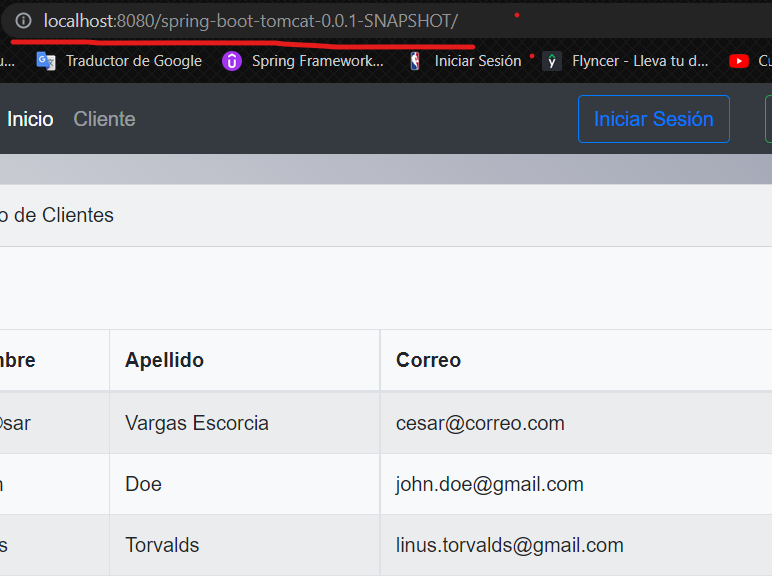 localhost:8080/spring-boot-tomcat-0.0.1-SNAPSHOT/
Traductor de Google Spring Framework... Iniciar Sesión Flyncer - Lleva tu d...
Inicio Cliente Iniciar Sesión
o de Clientes
mbre Apellido Correo
sar Vargas Escorcia cesar@correo.com
Doe john.doe@gmail.com
s Torvalds linus.torvalds@gmail.com